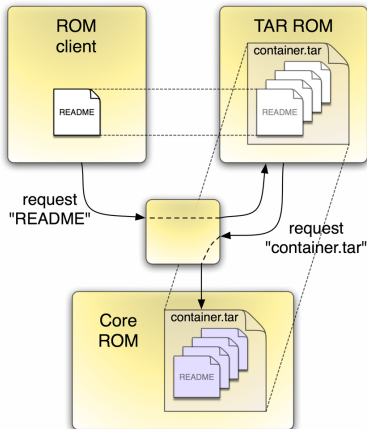 ROM
client
README
TAR ROM
container.tar
README
request
"README"
request
"container.tar"
Core
ROM
container.tar
README